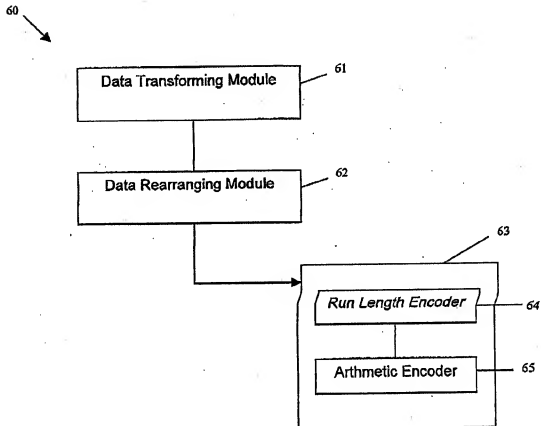 60
Data Transforming Module
61
Data Rearranging Module
62
63
Run Length Encoder
64
Arthmetic Encoder
65